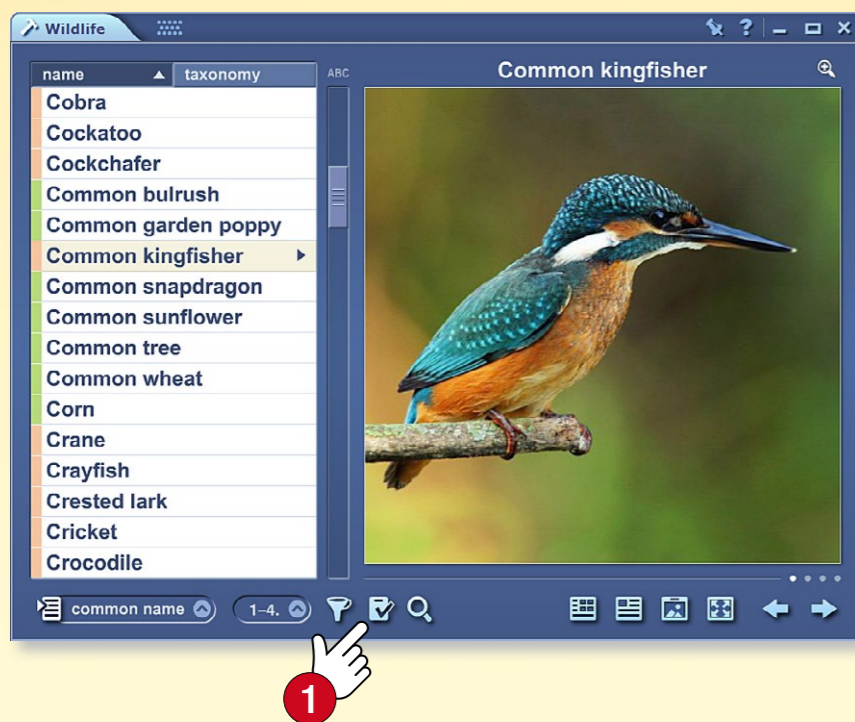 Wildlife
?
name
taxonomy
ABC
Common kingfisher
Cobra
Cockatoo
Cockchafer
Common bulrush
Common garden poppy
Common kingfisher
Common snapdragon
Common sunflower
Common tree
Common wheat
Corn
Crane
Crayfish
Crested lark
Cricket
Crocodile
common name
1–4.
1